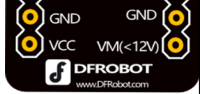 GND GND
VCC VM(<12V)
DFROBOT
www.DFRobot.com